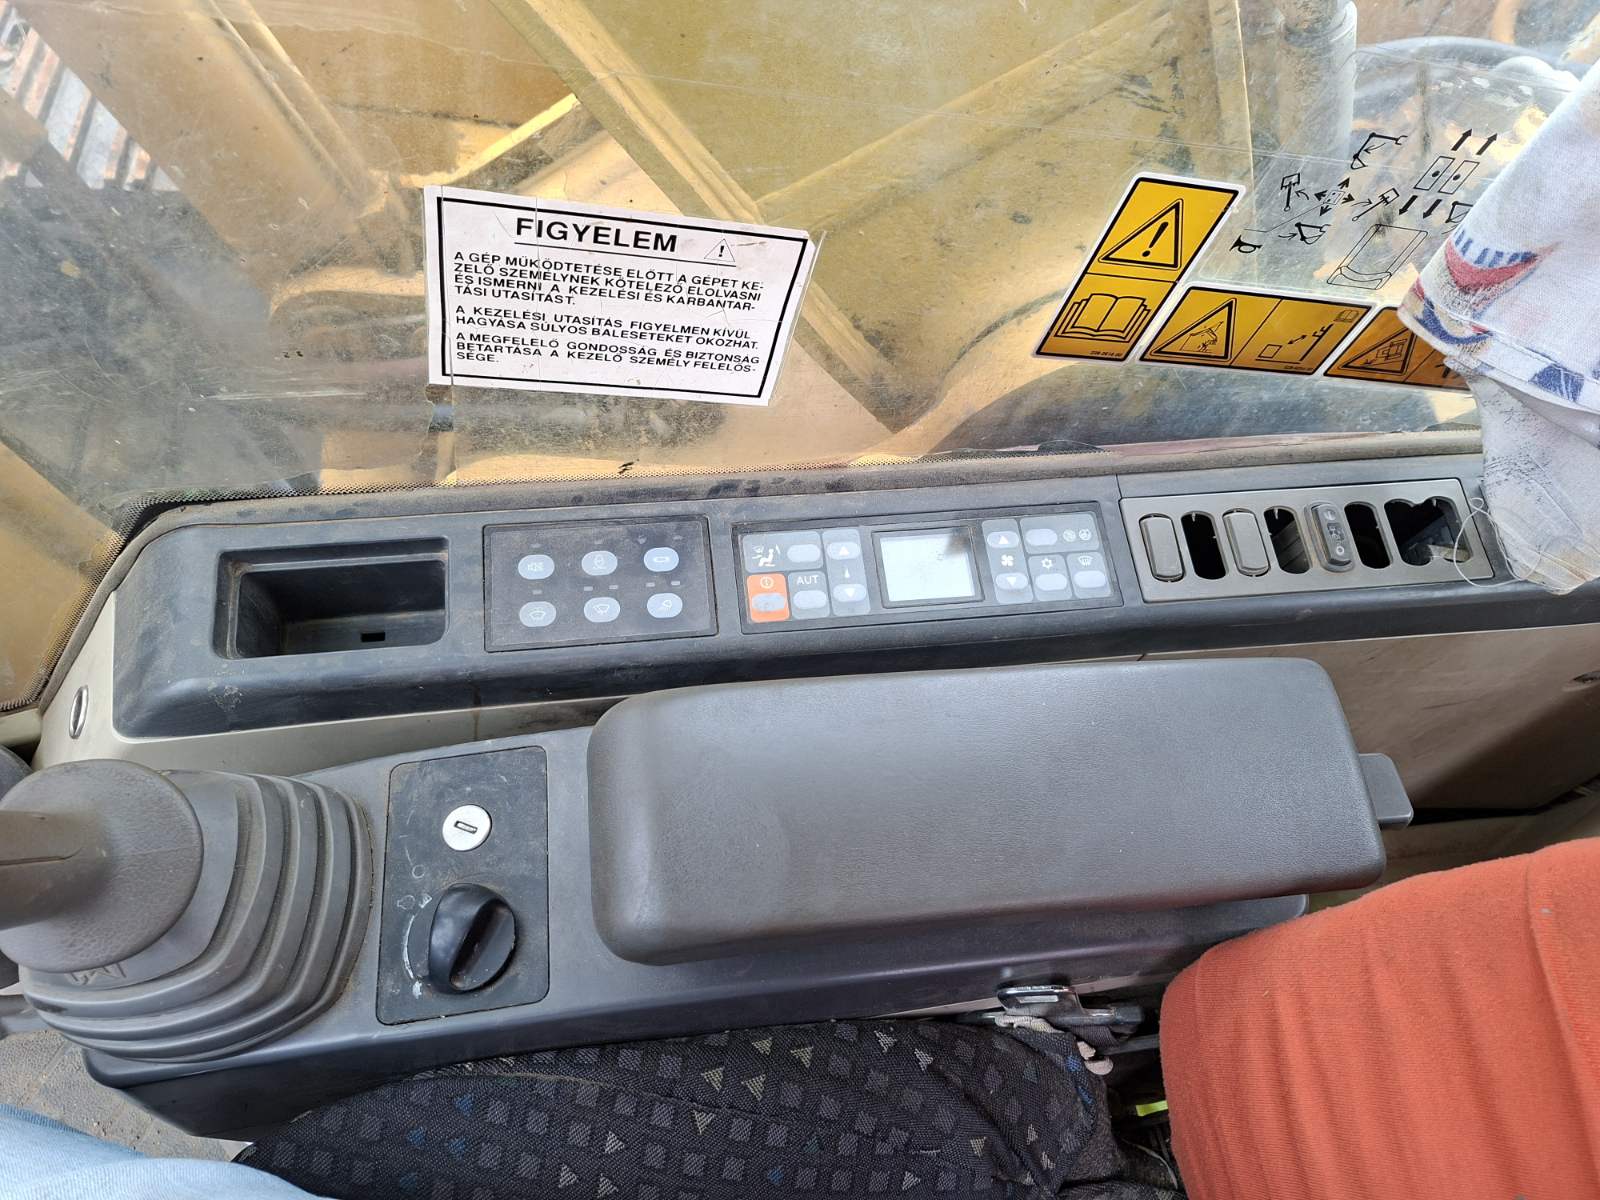 FIGYELEM
A GÉP MŰKÖDTETÉSE ELŐTT A GÉPET KE-
ZELŐ SZEMÉLYNEK KÖTELEZŐ ELOLVASNI
ÉS ISMERNI A KEZELÉSI ÉS KARBANTAR-
TÁSI UTASÍTÁST.
A KEZELÉSI UTASÍTÁS FIGYELMEN KÍVÜL
HAGYÁSA SÚLYOS BALESETEKET OKOZHAT.
A MEGFELELŐ GONDOSSÁG ÉS BIZTONSÁG
BETARTÁSA A KEZELŐ SZEMÉLY FELELŐS-
SÉGE.
AUT